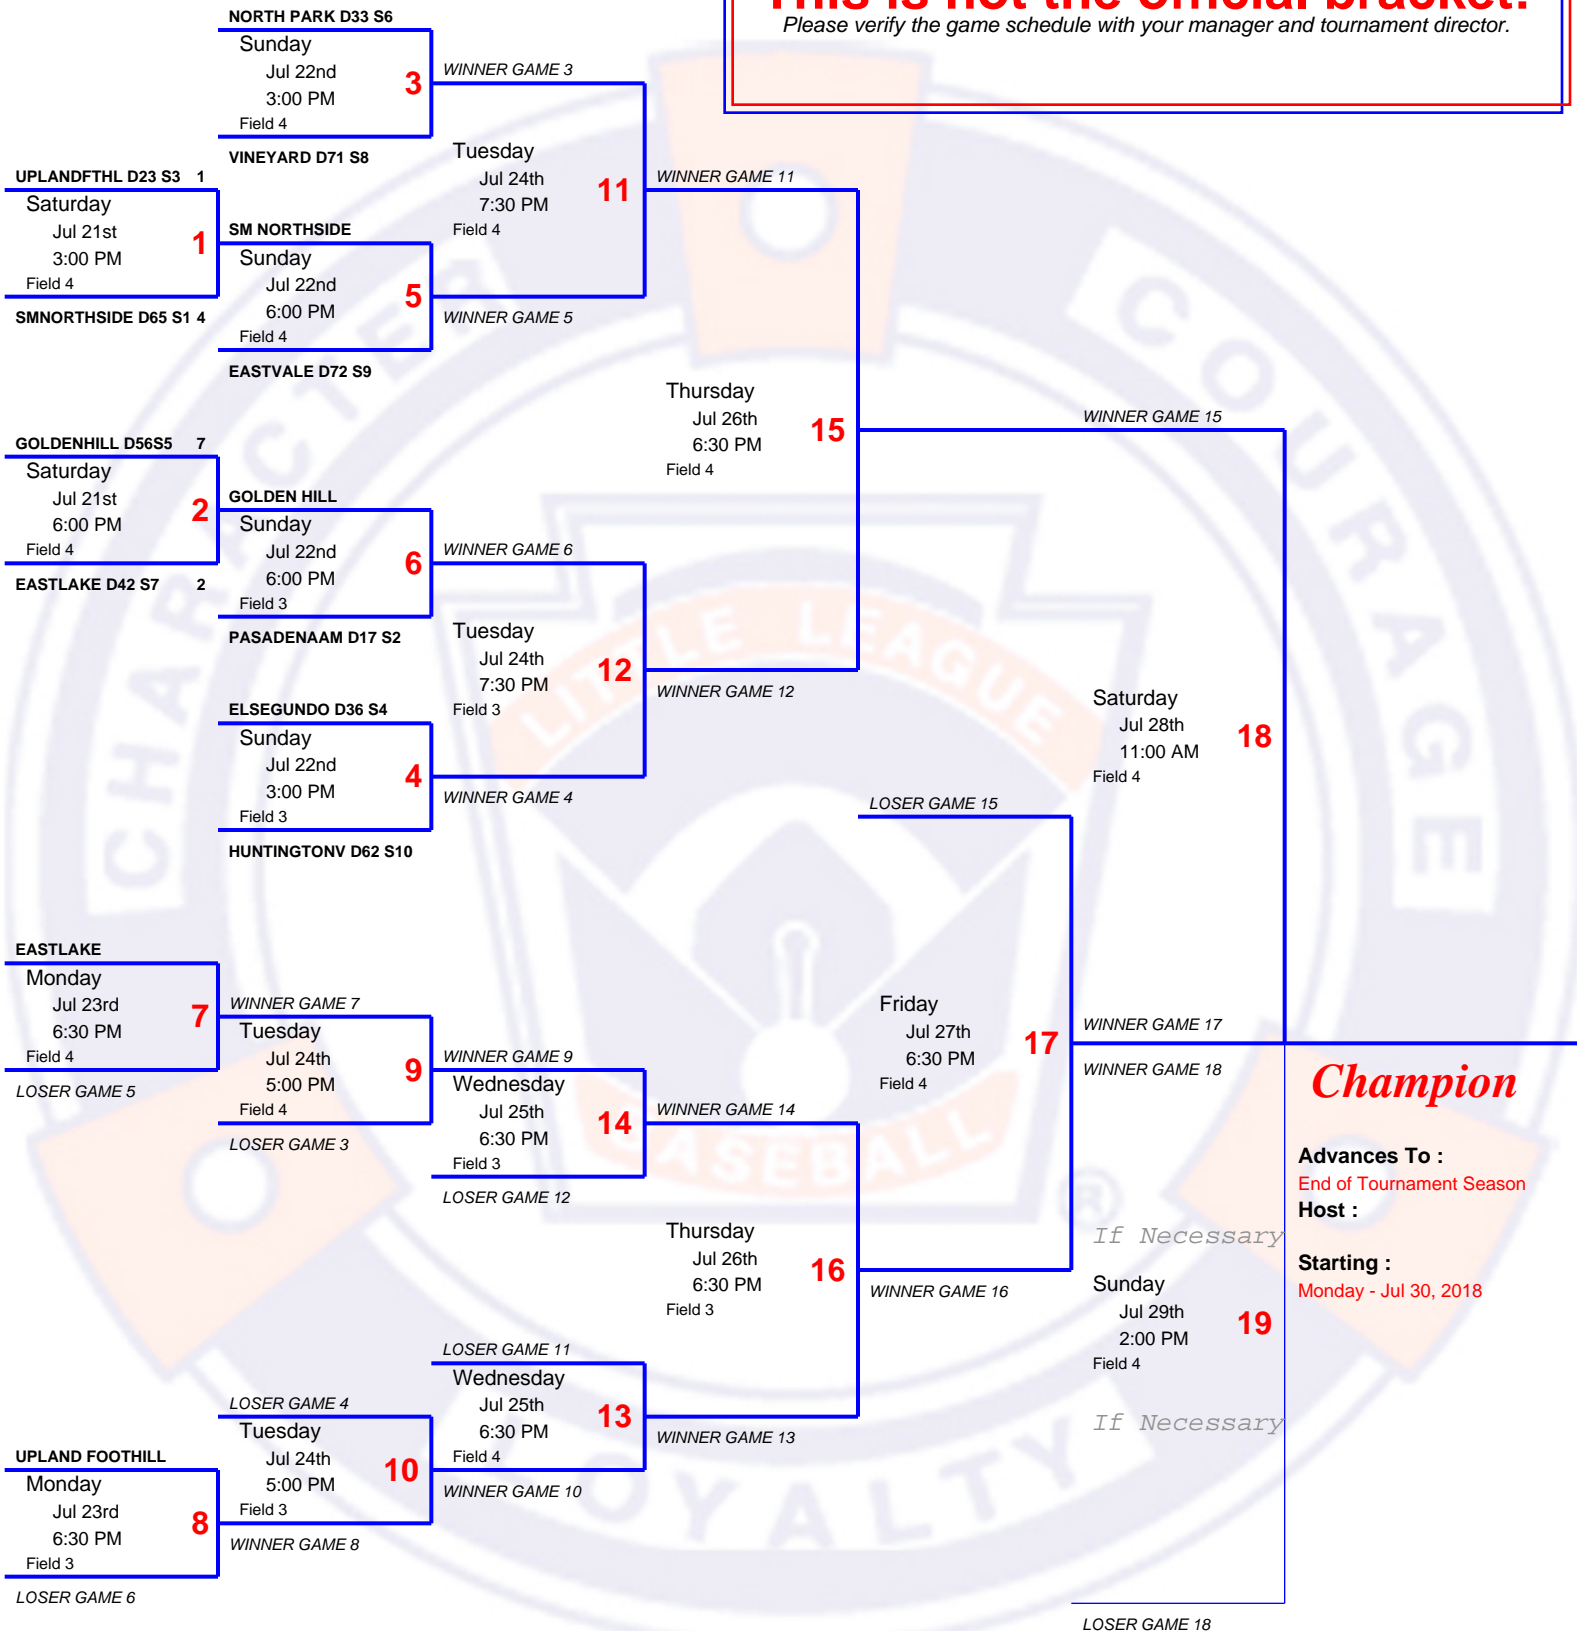 This is not the official bracket!
Please verify the game schedule with your manager and tournament director.
NORTH PARK D33 S6
Sunday
Jul 22nd
3:00 PM
Field 4
3
VINEYARD D71 S8
WINNER GAME 3
UPLANDFTHL D23 S3 1
Saturday
Jul 21st
3:00 PM
Field 4
1
SMNORTHSIDE D65 S1 4
SM NORTHSIDE
Sunday
Jul 22nd
6:00 PM
Field 4
5
EASTVALE D72 S9
WINNER GAME 5
Tuesday
Jul 24th
7:30 PM
Field 4
11
WINNER GAME 11
GOLDENHILL D56S5 7
Saturday
Jul 21st
6:00 PM
Field 4
2
EASTLAKE D42 S7 2
GOLDEN HILL
Sunday
Jul 22nd
6:00 PM
Field 3
6
PASADENAAM D17 S2
WINNER GAME 6
Tuesday
Jul 24th
7:30 PM
Field 3
12
WINNER GAME 12
ELSEGUNDO D36 S4
Sunday
Jul 22nd
3:00 PM
Field 3
4
HUNTINGTONV D62 S10
WINNER GAME 4
Thursday
Jul 26th
6:30 PM
Field 4
15
WINNER GAME 15
Saturday
Jul 28th
11:00 AM
Field 4
18
LOSER GAME 15
EASTLAKE
Monday
Jul 23rd
6:30 PM
Field 4
7
LOSER GAME 5
WINNER GAME 7
Tuesday
Jul 24th
5:00 PM
Field 4
9
LOSER GAME 3
WINNER GAME 9
Wednesday
Jul 25th
6:30 PM
Field 3
14
LOSER GAME 12
WINNER GAME 14
Friday
Jul 27th
6:30 PM
Field 4
17
WINNER GAME 17
WINNER GAME 18
Champion
Advances To :
End of Tournament Season
Host :
Starting :
Monday - Jul 30, 2018
Thursday
Jul 26th
6:30 PM
Field 3
16
WINNER GAME 16
If Necessary
Sunday
Jul 29th
2:00 PM
Field 4
19
If Necessary
LOSER GAME 11
Wednesday
Jul 25th
6:30 PM
Field 4
13
WINNER GAME 13
LOSER GAME 4
Tuesday
Jul 24th
5:00 PM
Field 3
10
WINNER GAME 10
UPLAND FOOTHILL
Monday
Jul 23rd
6:30 PM
Field 3
8
LOSER GAME 6
WINNER GAME 8
LOSER GAME 18
CHARACTER
COURAGE
LOYALTY
LITTLE LEAGUE
BASEBALL
®